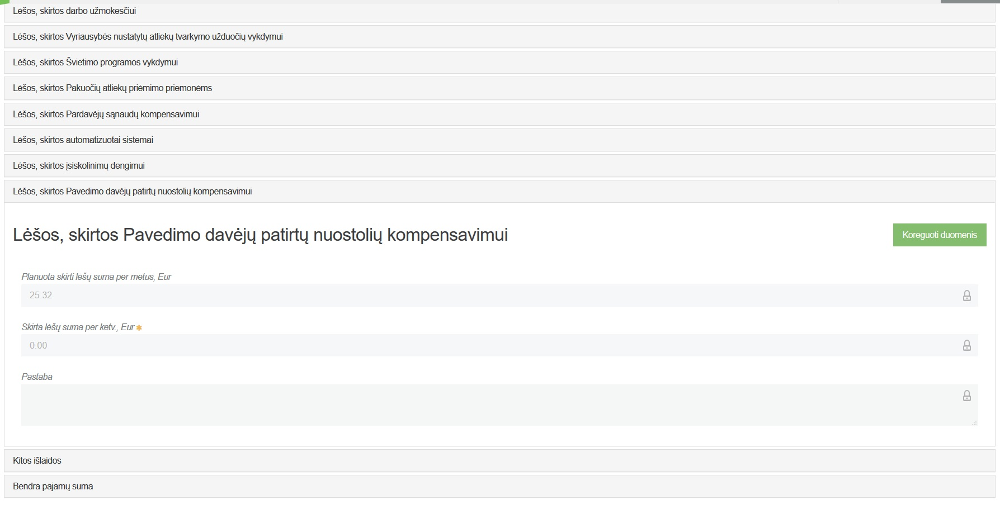 Lėšos, skirtos darbo užmokesčiui
Lėšos, skirtos Vyriausybės nustatytų atliekų tvarkymo užduočių vykdymui
Lėšos, skirtos Švietimo programos vykdymui
Lėšos, skirtos Pakuočių atliekų priėmimo priemonėms
Lėšos, skirtos Pardavėjų sąnaudų kompensavimui
Lėšos, skirtos automatizuotai sistemai
Lėšos, skirtos įsiskolinimų dengimui
Lėšos, skirtos Pavedimo davėjų patirtų nuostolių kompensavimui
Lėšos, skirtos Pavedimo davėjų patirtų nuostolių kompensavimui
Koreguoti duomenis
Planuota skirti lėšų suma per metus, Eur
25.32
Skirta lėšų suma per ketv., Eur ✱
0.00
Pastaba
Kitos išlaidos
Bendra pajamų suma